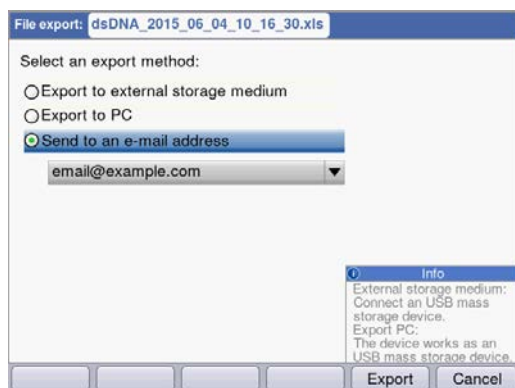 File export: dsDNA_2015_06_04_10_16_30.xls
Select an export method:
Export to external storage medium
Export to PC
Send to an e-mail address
email@example.com
Info
External storage medium:
Connect an USB mass
storage device.
Export PC:
The device works as an
USB mass storage device.
Export Cancel